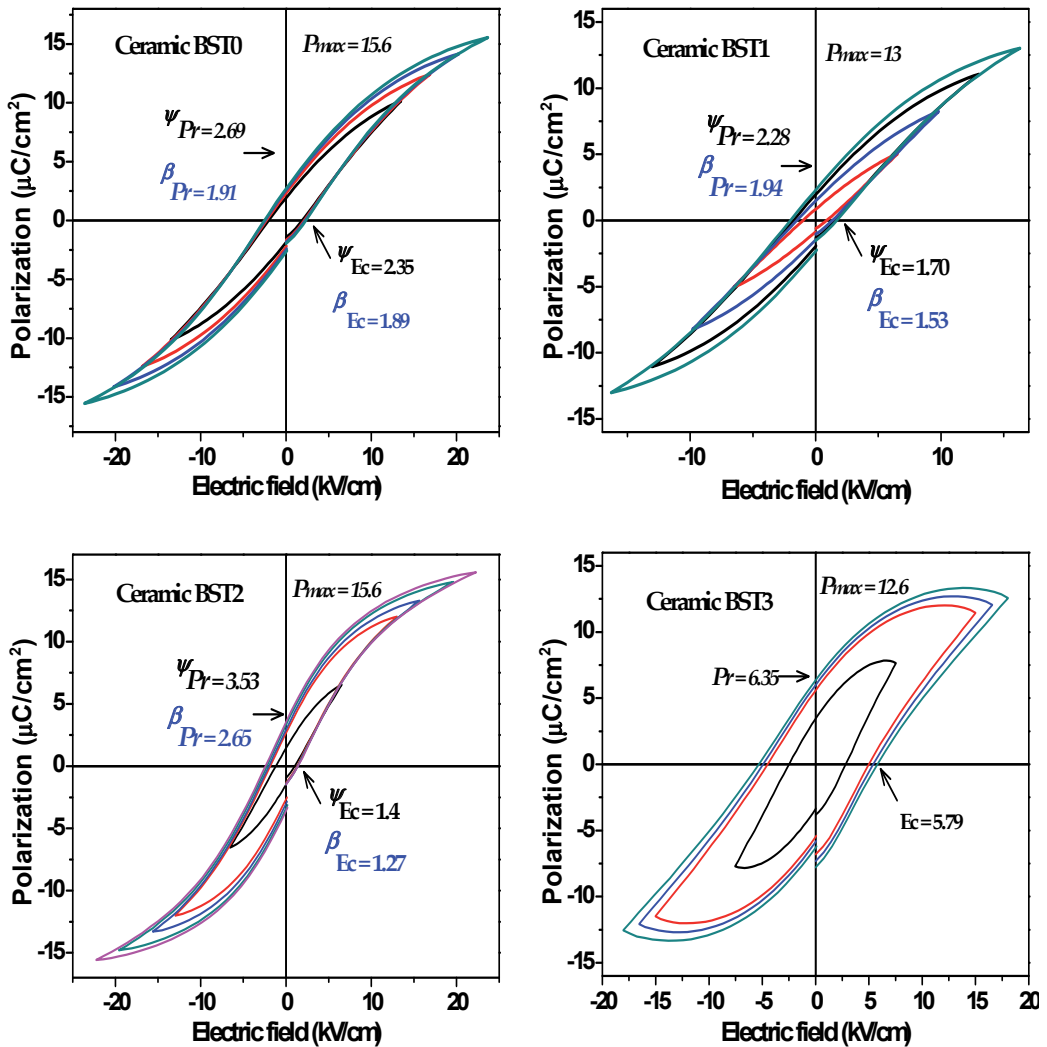 Ceramic BST0
Pmax = 15.6
ψPr = 2.69
βPr = 1.91
ψEc = 2.35
βEc = 1.89
15
10
5
0
-5
-10
-15
-20 -10 0 10 20
Polarization (μC/cm²)
Electric field (kV/cm)
Ceramic BST1
Pmax = 13
ψPr = 2.28
βPr = 1.94
ψEc = 1.70
βEc = 1.53
15
10
5
0
-5
-10
-15
-10 0 10
Polarization (μC/cm²)
Electric field (kV/cm)
Ceramic BST2
Pmax = 15.6
ψPr = 3.53
βPr = 2.65
ψEc = 1.4
βEc = 1.27
15
10
5
0
-5
-10
-15
-20 -10 0 10 20
Polarization (μC/cm²)
Electric field (kV/cm)
Ceramic BST3
Pmax = 12.6
Pr = 6.35
Ec = 5.79
15
10
5
0
-5
-10
-15
-20 -15 -10 -5 0 5 10 15 20
Polarization (μC/cm²)
Electric field (kV/cm)